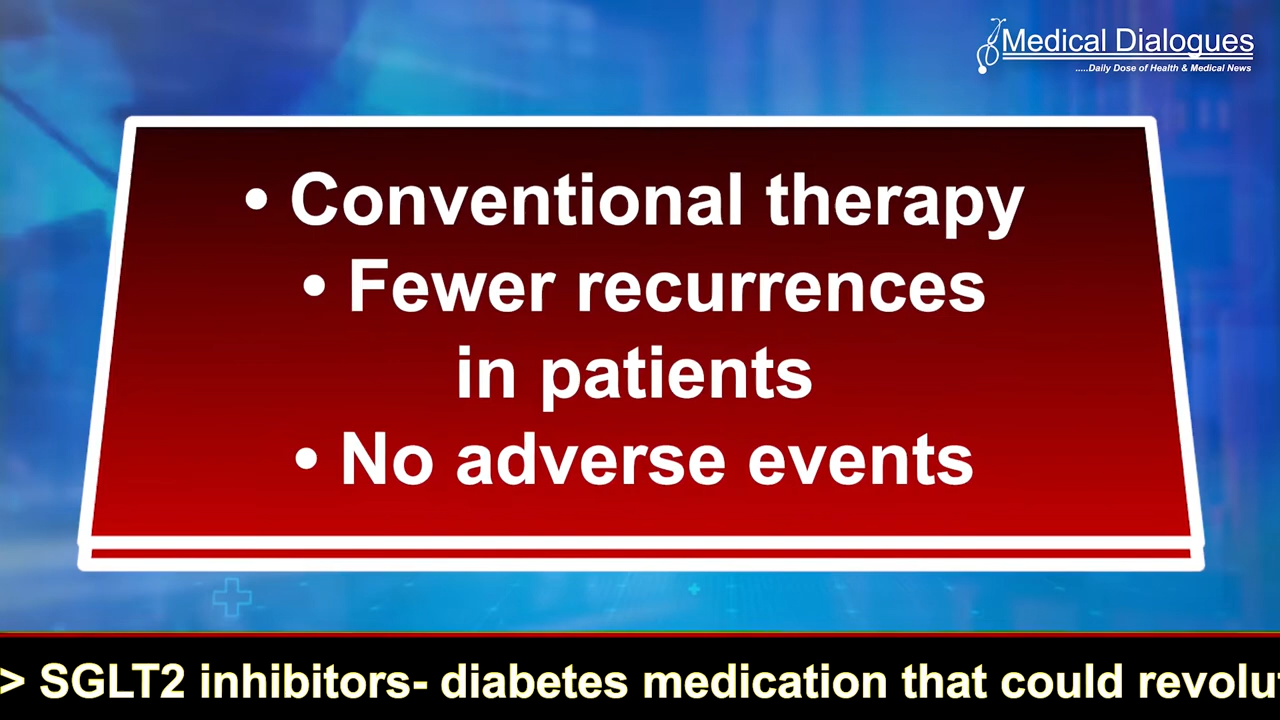 Medical Dialogues
.....Daily Dose of Health & Medical News
• Conventional therapy
• Fewer recurrences
in patients
• No adverse events
> SGLT2 inhibitors- diabetes medication that could revolu